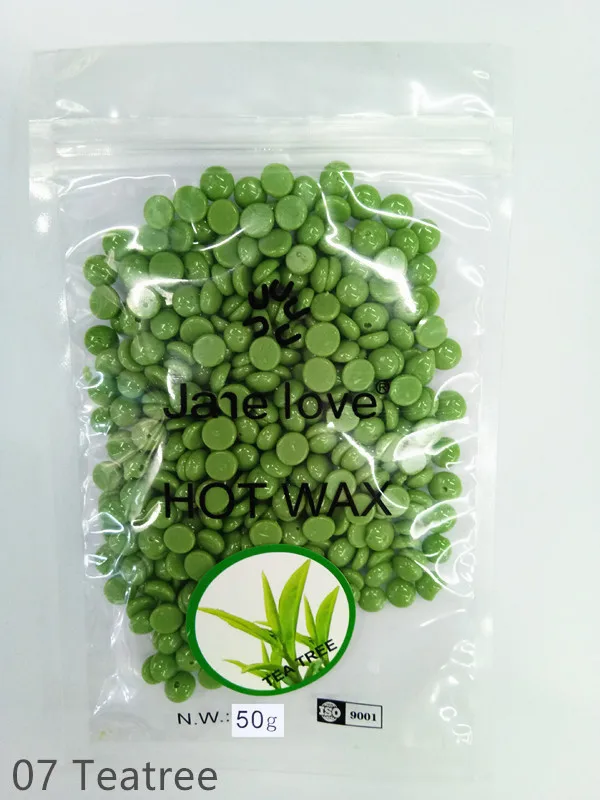 Jane love®
HOT WAX
TEA TREE
N.W.: 50g
ISO 9001
07 Teatree